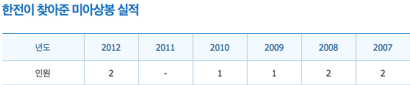 한전이 찾아준 미아상봉 실적
년도 2012 2011 2010 2009 2008 2007
인원 2 - 1 1 2 2